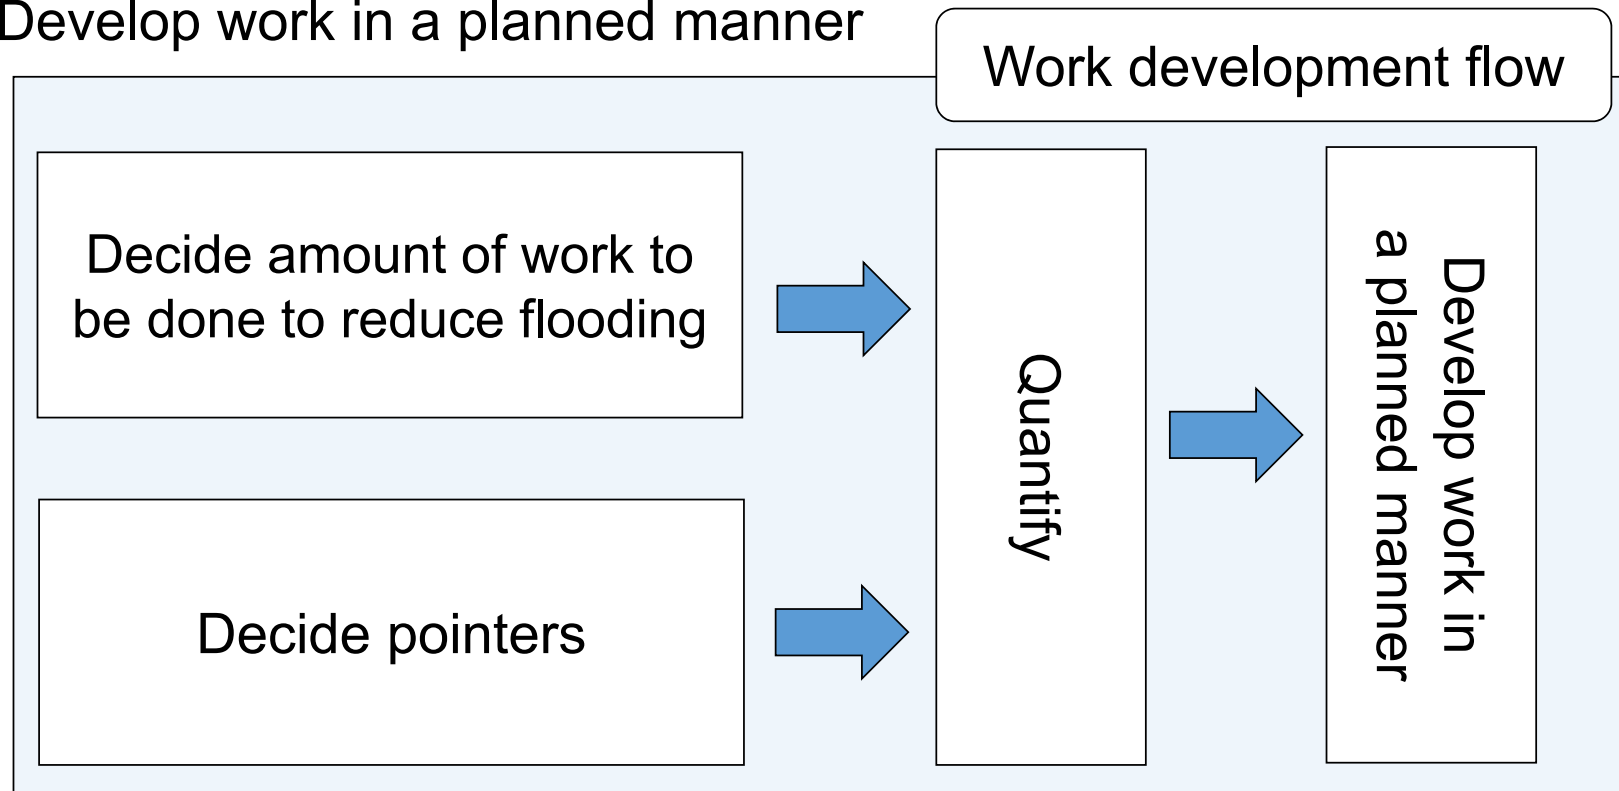 Develop work in a planned manner
Work development flow
Decide amount of work to
be done to reduce flooding
Decide pointers
Quantify
Develop work in
a planned manner